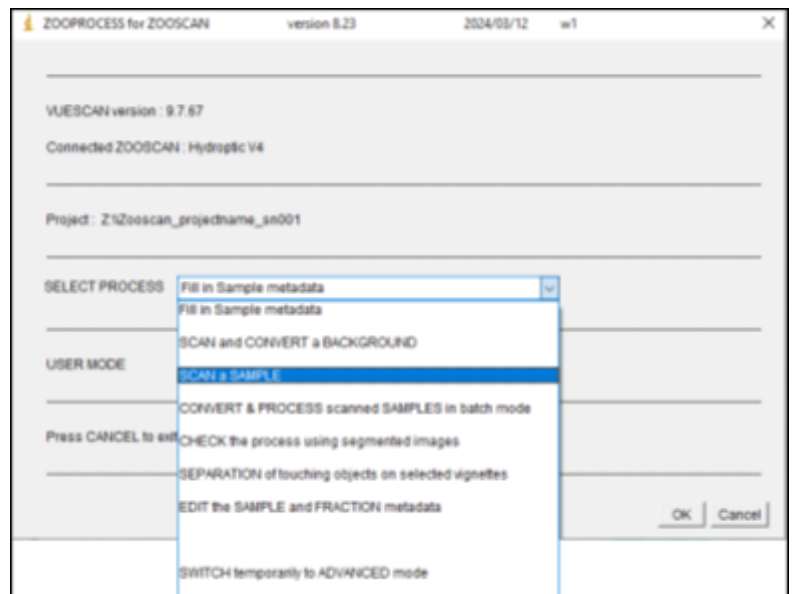 ZOOPROCESS for ZOOSCAN version 8.23 2024/03/12 w1
VUESCAN version : 9.7.67
Connected ZOOSCAN : Hydroptic V4
Project : Z:\Zooscan_projectname_sn001
SELECT PROCESS Fill in Sample metadata
Fill in Sample metadata
SCAN and CONVERT a BACKGROUND
USER MODE
SCAN a SAMPLE
CONVERT & PROCESS scanned SAMPLES in batch mode
Press CANCEL to exit
CHECK the process using segmented images
SEPARATION of touching objects on selected vignettes
EDIT the SAMPLE and FRACTION metadata
OK Cancel
SWITCH temporarily to ADVANCED mode